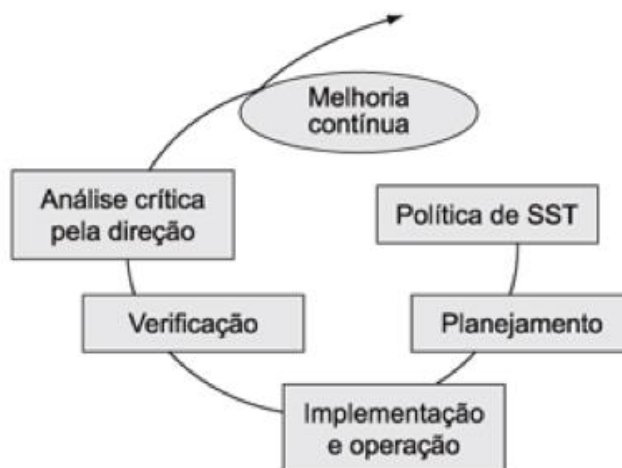 Melhoria
contínua
Análise crítica
pela direção
Política de SST
Verificação
Planejamento
Implementação
e operação